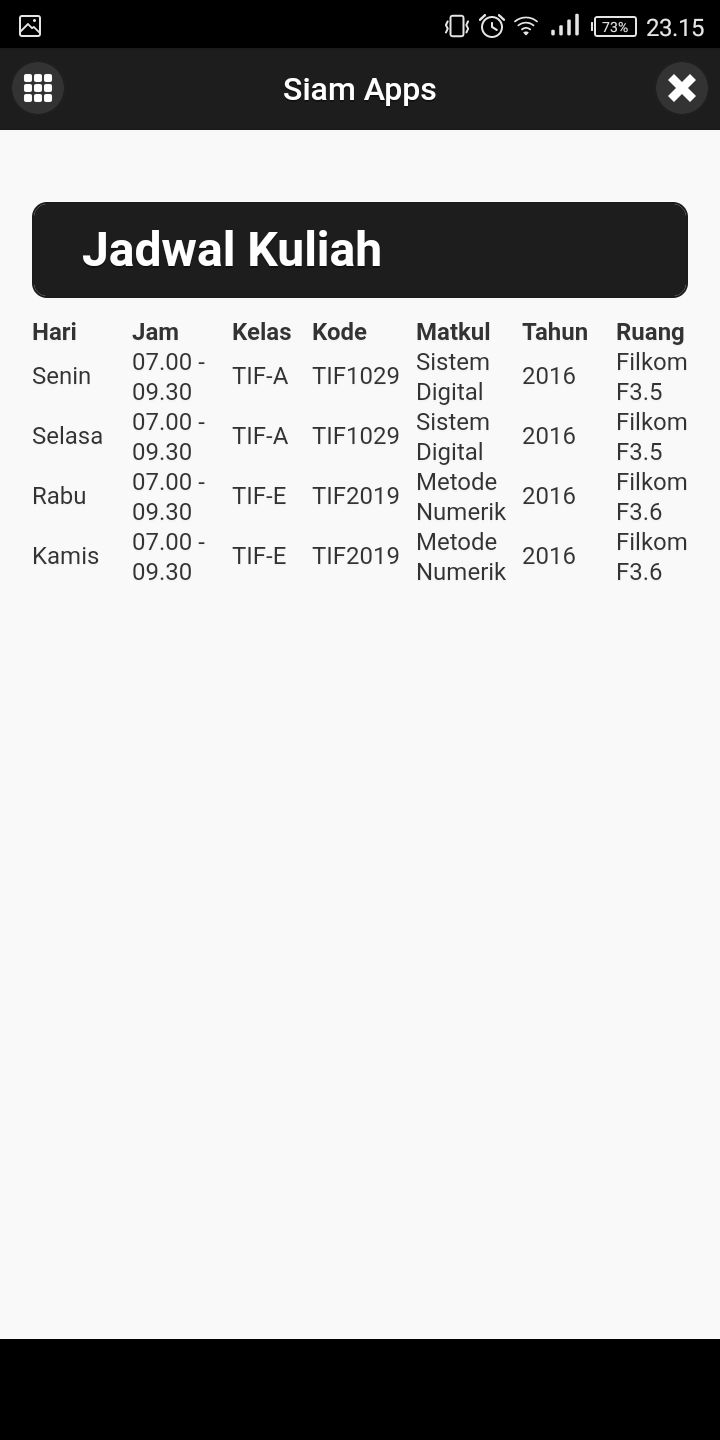 73% 23.15
Siam Apps
Jadwal Kuliah
Hari Jam Kelas Kode Matkul Tahun Ruang
Senin 07.00 - 09.30 TIF-A TIF1029 Sistem Digital 2016 Filkom F3.5
Selasa 07.00 - 09.30 TIF-A TIF1029 Sistem Digital 2016 Filkom F3.5
Rabu 07.00 - 09.30 TIF-E TIF2019 Metode Numerik 2016 Filkom F3.6
Kamis 07.00 - 09.30 TIF-E TIF2019 Metode Numerik 2016 Filkom F3.6